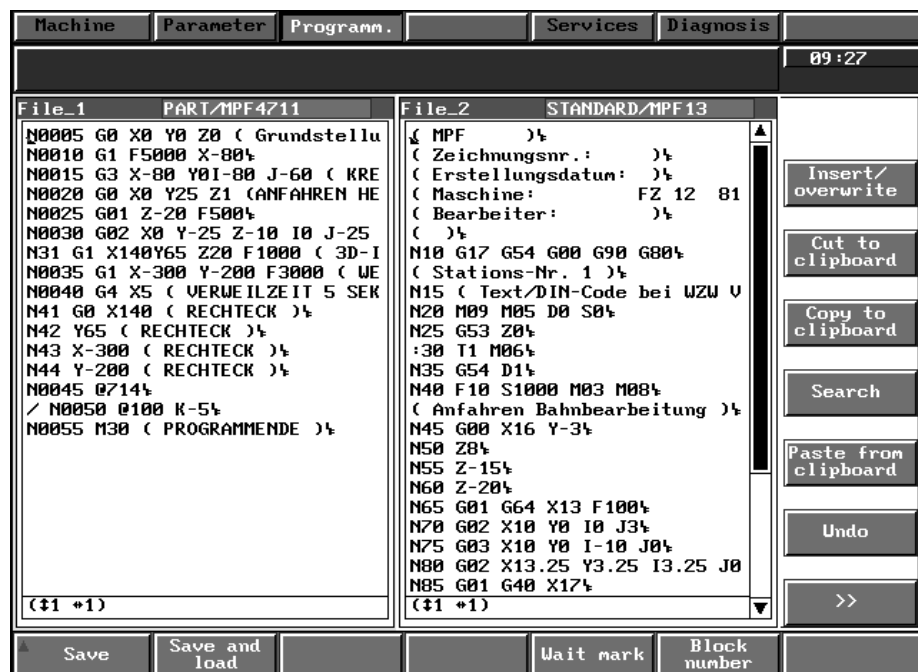 Machine Parameter Programm. Services Diagnosis
09:27
File_1 PART/MPF4711
N0005 G0 X0 Y0 Z0 ( Grundstellu
N0010 G1 F5000 X-80␊
N0015 G3 X-80 Y0I-80 J-60 ( KRE
N0020 G0 X0 Y25 Z1 (ANFAHREN HE
N0025 G01 Z-20 F500␊
N0030 G02 X0 Y-25 Z-10 I0 J-25
N31 G1 X140Y65 Z20 F1000 ( 3D-I
N0035 G1 X-300 Y-200 F3000 ( WE
N0040 G4 X5 ( VERWEILZEIT 5 SEK
N41 G0 X140 ( RECHTECK )␊
N42 Y65 ( RECHTECK )␊
N43 X-300 ( RECHTECK )␊
N44 Y-200 ( RECHTECK )␊
N0045 @714␊
/ N0050 @100 K-5␊
N0055 M30 ( PROGRAMMENDE )␊
(↕1 ↔1)
File_2 STANDARD/MPF13
( MPF )␊
( Zeichnungsnr.: )␊
( Erstellungsdatum: )␊
( Maschine: FZ 12 81
( Bearbeiter: )␊
( )␊
N10 G17 G54 G00 G90 G80␊
( Stations-Nr. 1 )␊
N15 ( Text/DIN-Code bei WZW V
N20 M09 M05 D0 S0␊
N25 G53 Z0␊
:30 T1 M06␊
N35 G54 D1␊
N40 F10 S1000 M03 M08␊
( Anfahren Bahnbearbeitung )␊
N45 G00 X16 Y-3␊
N50 Z8␊
N55 Z-15␊
N60 Z-20␊
N65 G01 G64 X13 F100␊
N70 G02 X10 Y0 I0 J3␊
N75 G03 X10 Y0 I-10 J0␊
N80 G02 X13.25 Y3.25 I3.25 J0
N85 G01 G40 X17␊
(↕1 ↔1)
Insert/
overwrite
Cut to
clipboard
Copy to
clipboard
Search
Paste from
clipboard
Undo
>>
Save
Save and
load
Wait mark
Block
number